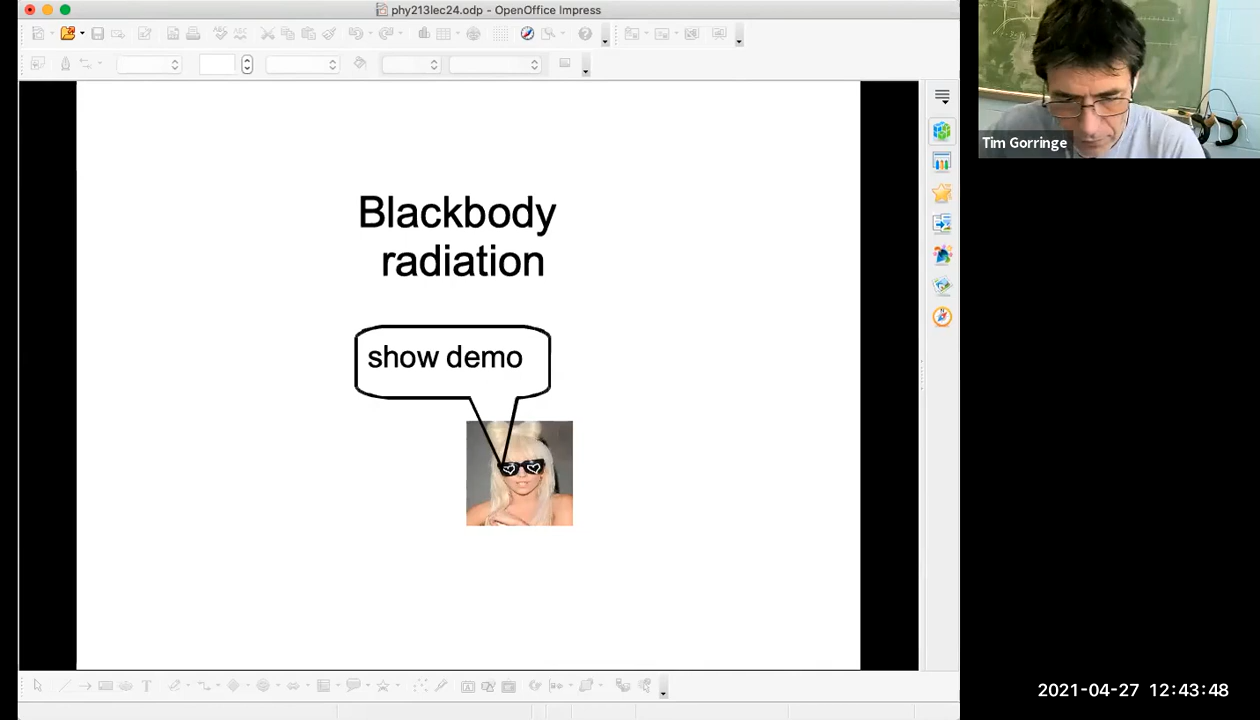 phy213lec24.odp - OpenOffice Impress
Tim Gorringe
Blackbody
radiation
show demo
2021-04-27 12:43:48